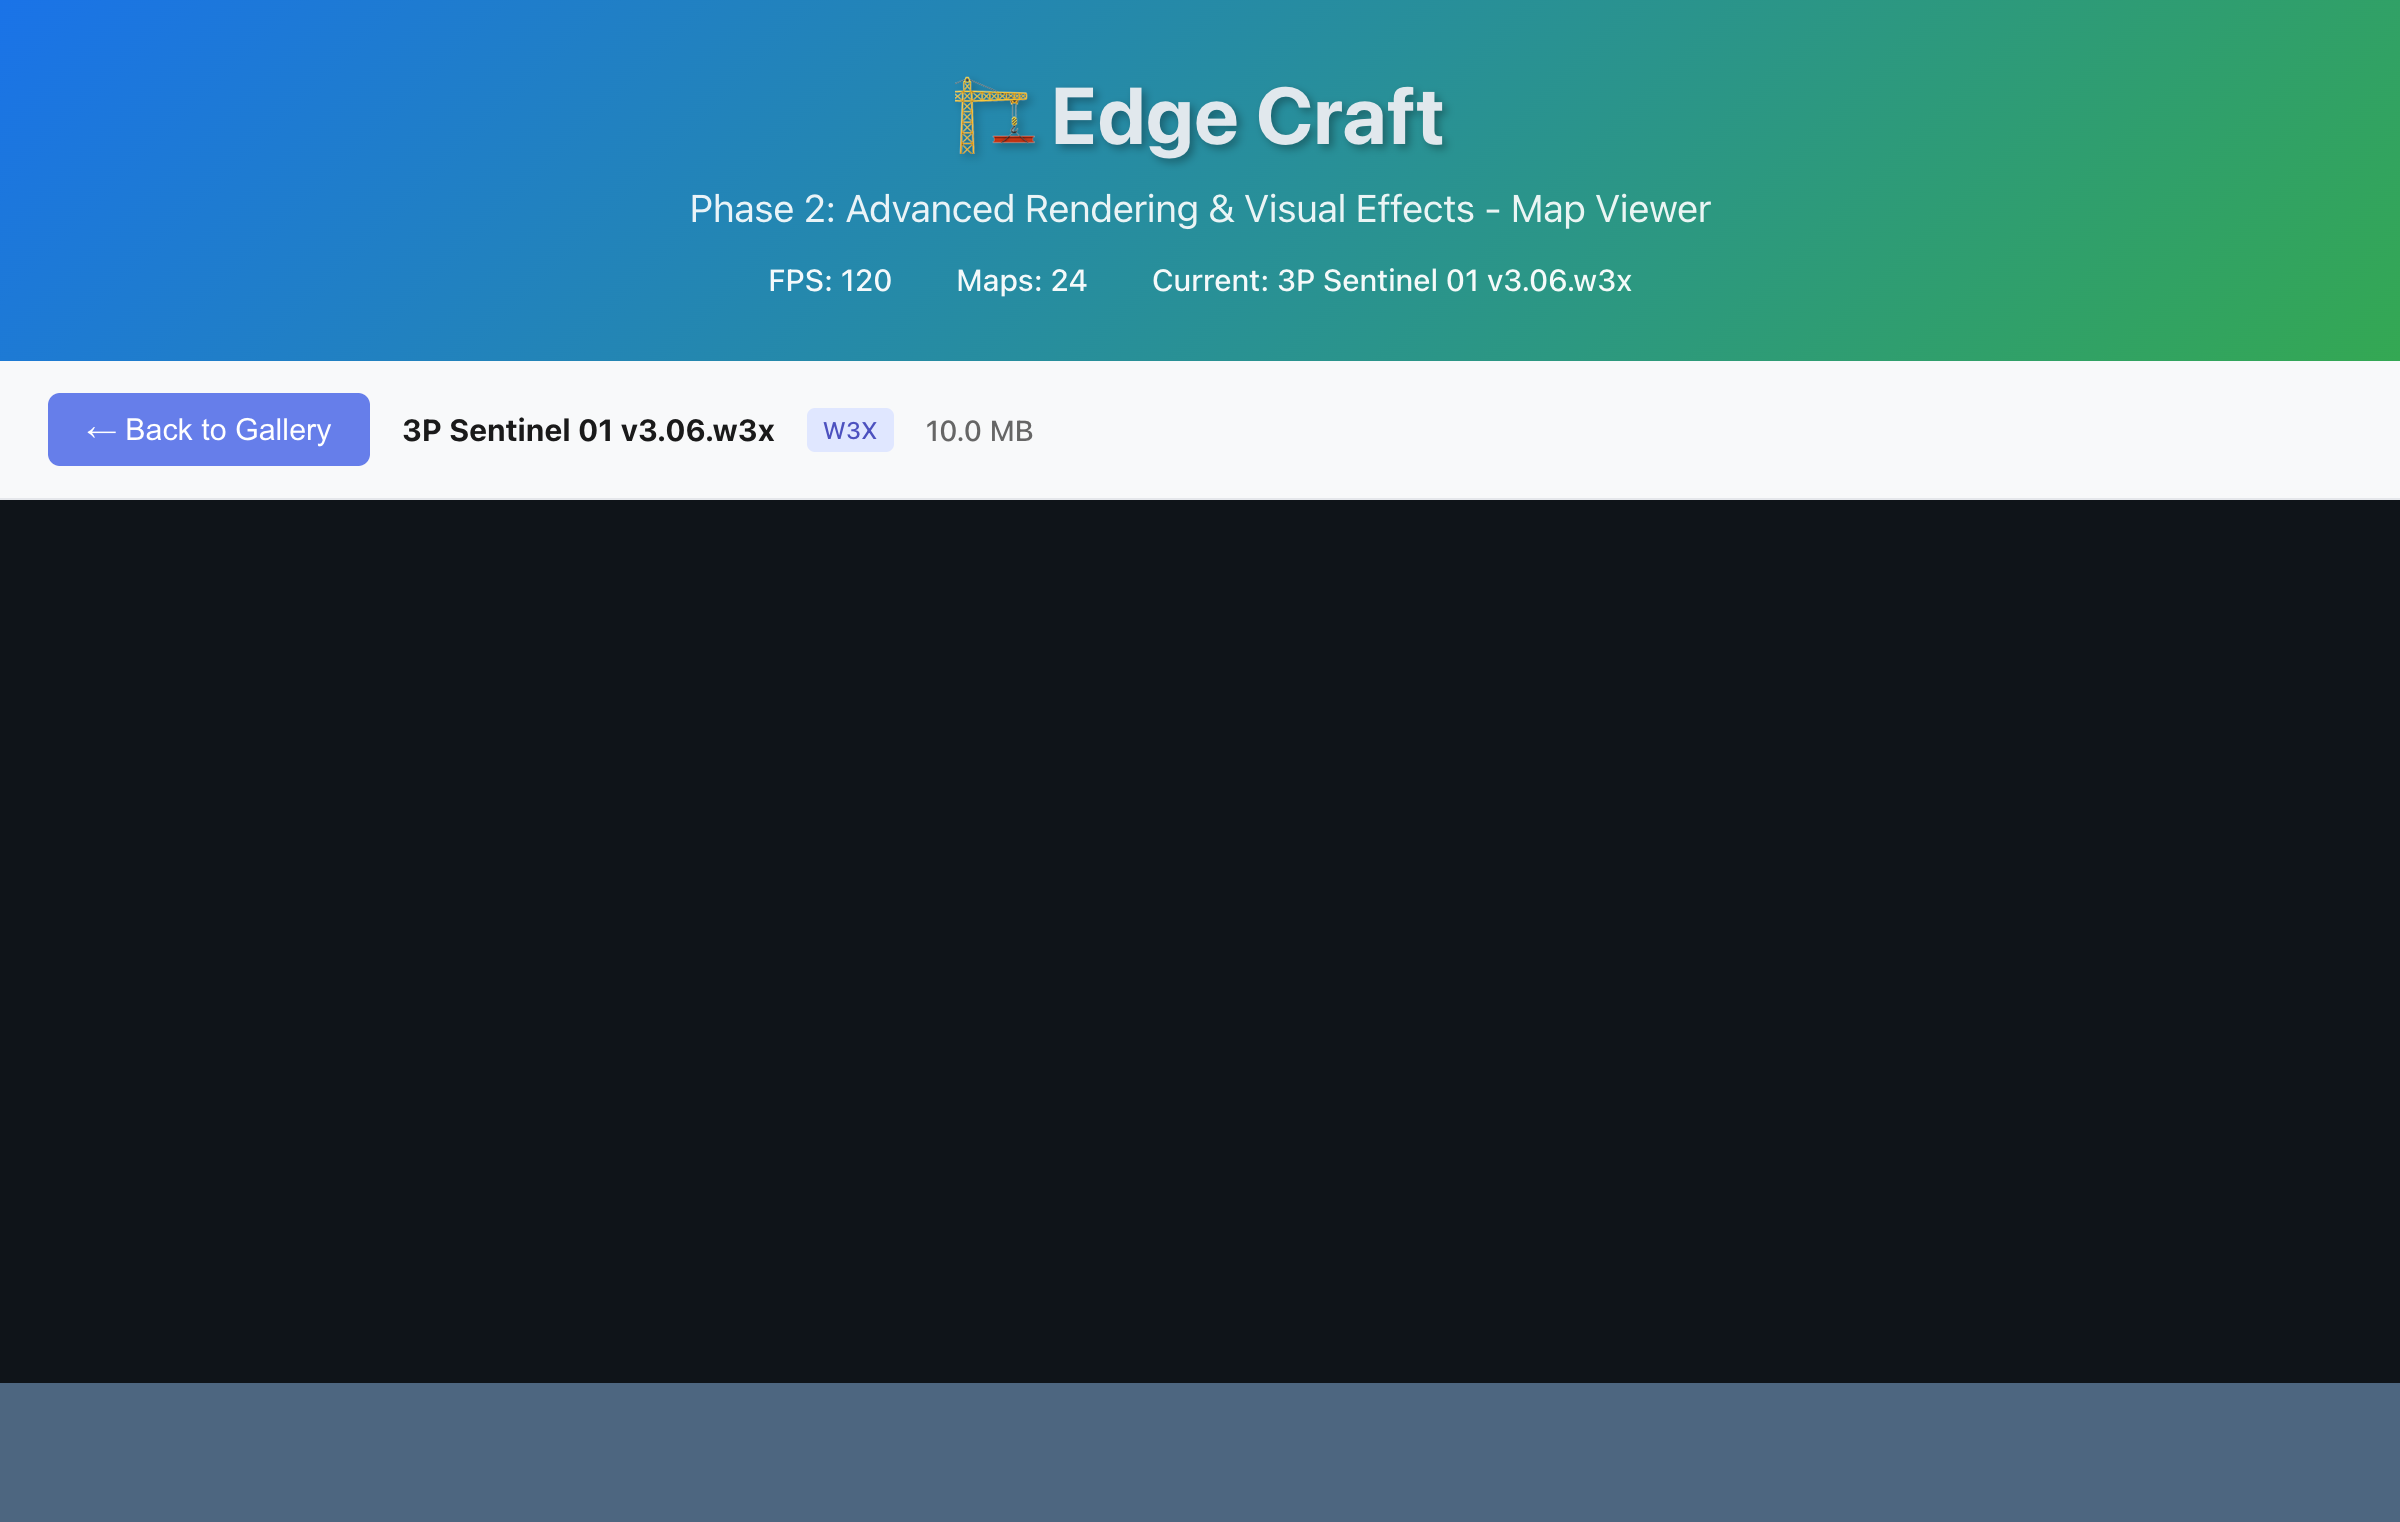 🏗️ Edge Craft
Phase 2: Advanced Rendering & Visual Effects - Map Viewer
FPS: 120 Maps: 24 Current: 3P Sentinel 01 v3.06.w3x
← Back to Gallery 3P Sentinel 01 v3.06.w3x W3X 10.0 MB